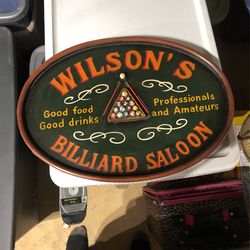 WILSON'S
Good food
Good drinks
Professionals
and Amateurs
BILLIARD SALOON